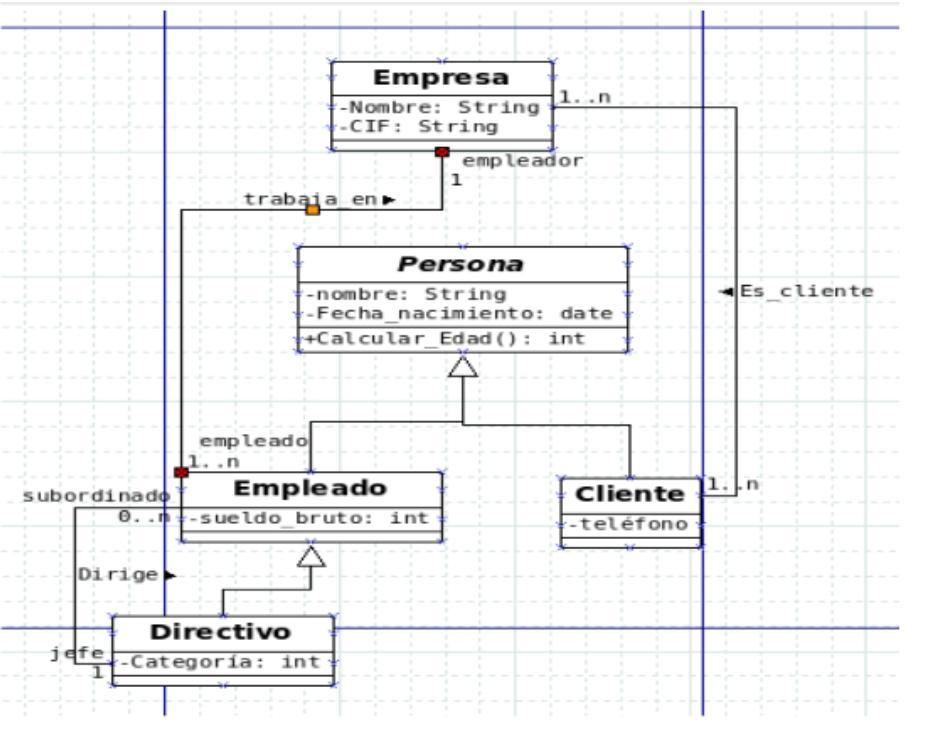 Empresa
-Nombre: String
-CIF: String
1..n
empleador
1
trabaja_en
Persona
-nombre: String
-Fecha_nacimiento: date
+Calcular_Edad(): int
Es_cliente
empleado
1..n
Empleado
-sueldo_bruto: int
subordinado
0..n
Cliente
-teléfono
1..n
Dirige
Directivo
-Categoría: int
jefe
1